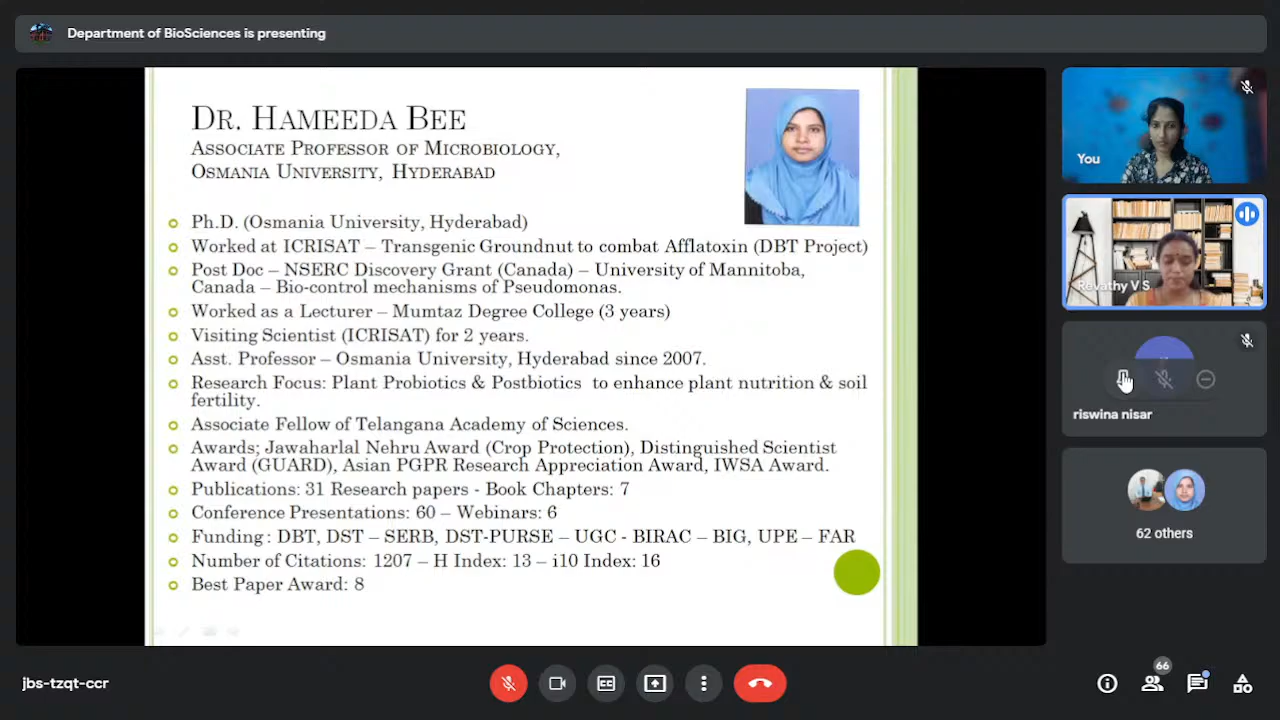 Department of BioSciences is presenting
DR. HAMEEDA BEE
ASSOCIATE PROFESSOR OF MICROBIOLOGY,
OSMANIA UNIVERSITY, HYDERABAD
Ph.D. (Osmania University, Hyderabad)
Worked at ICRISAT – Transgenic Groundnut to combat Afflatoxin (DBT Project)
Post Doc – NSERC Discovery Grant (Canada) – University of Mannitoba,
Canada – Bio-control mechanisms of Pseudomonas.
Worked as a Lecturer – Mumtaz Degree College (3 years)
Visiting Scientist (ICRISAT) for 2 years.
Asst. Professor – Osmania University, Hyderabad since 2007.
Research Focus: Plant Probiotics & Postbiotics to enhance plant nutrition & soil
fertility.
Associate Fellow of Telangana Academy of Sciences.
Awards; Jawaharlal Nehru Award (Crop Protection), Distinguished Scientist
Award (GUARD), Asian PGPR Research Appreciation Award, IWSA Award.
Publications: 31 Research papers - Book Chapters: 7
Conference Presentations: 60 – Webinars: 6
Funding : DBT, DST – SERB, DST-PURSE – UGC - BIRAC – BIG, UPE – FAR
Number of Citations: 1207 – H Index: 13 – i10 Index: 16
Best Paper Award: 8
You
Revathy V S
riswina nisar
62 others
jbs-tzqt-ccr
CC
66